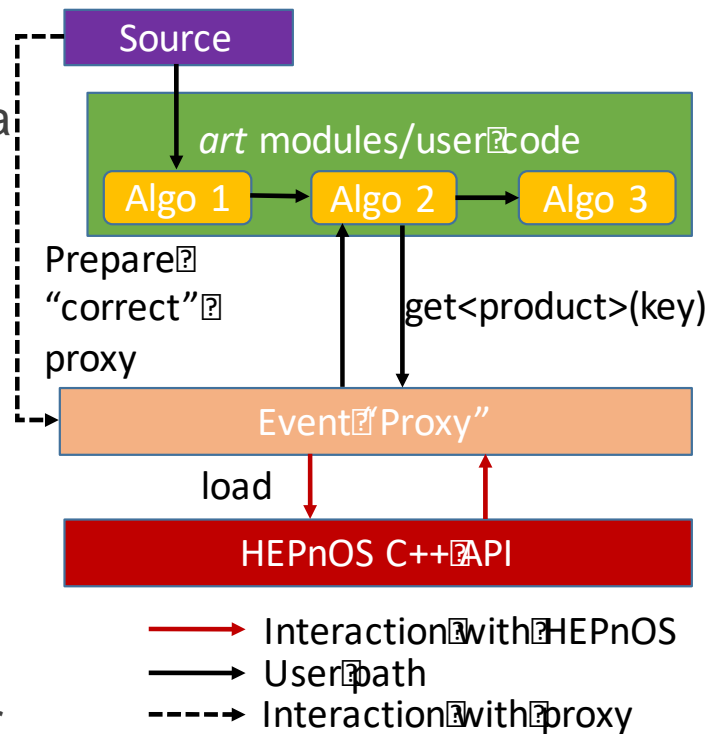 Source
a
art modules/user⍰code
Algo 1
Algo 2
Algo 3
Prepare⍰
“correct”⍰
proxy
get<product>(key)
Event⍰“Proxy”
load
HEPnOS C++⍰API
Interaction⍰with⍰HEPnOS
User⍰path
Interaction⍰with⍰proxy